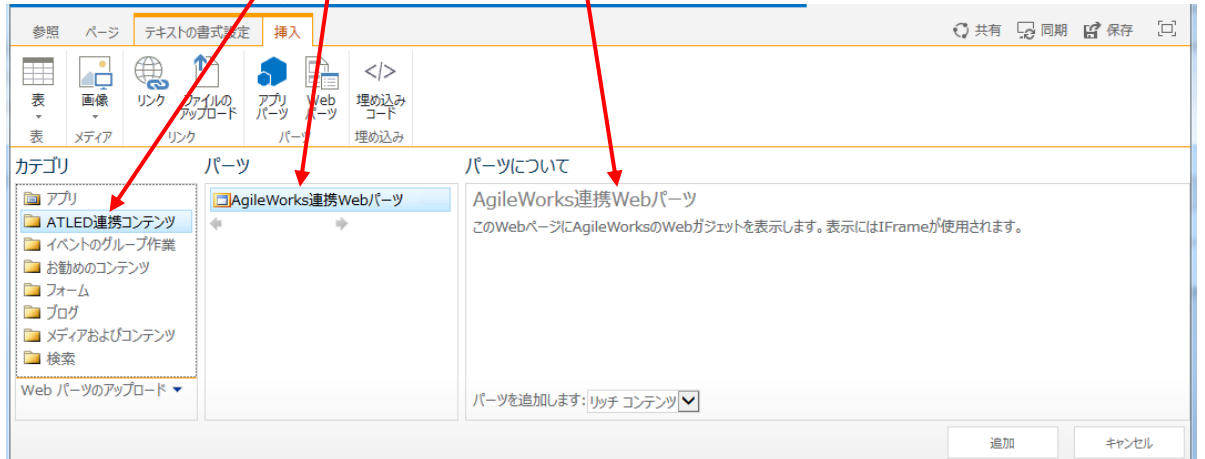 参照 ページ テキストの書式設定 挿入 共有 同期 保存
表 画像 リンク ファイルの アプリ Web 埋め込み
アップロード パーツ パーツ コード
表 メディア リンク パーツ 埋め込み
カテゴリ パーツ パーツについて
アプリ AgileWorks連携Webパーツ AgileWorks連携Webパーツ
ATLED連携コンテンツ このWebページにAgileWorksのWebガジェットを表示します。表示にはIFrameが使用されます。
イベントのグループ作業
お勧めのコンテンツ
フォーム
ブログ
メディアおよびコンテンツ
検索
Web パーツのアップロード パーツを追加します: リッチ コンテンツ
追加 キャンセル